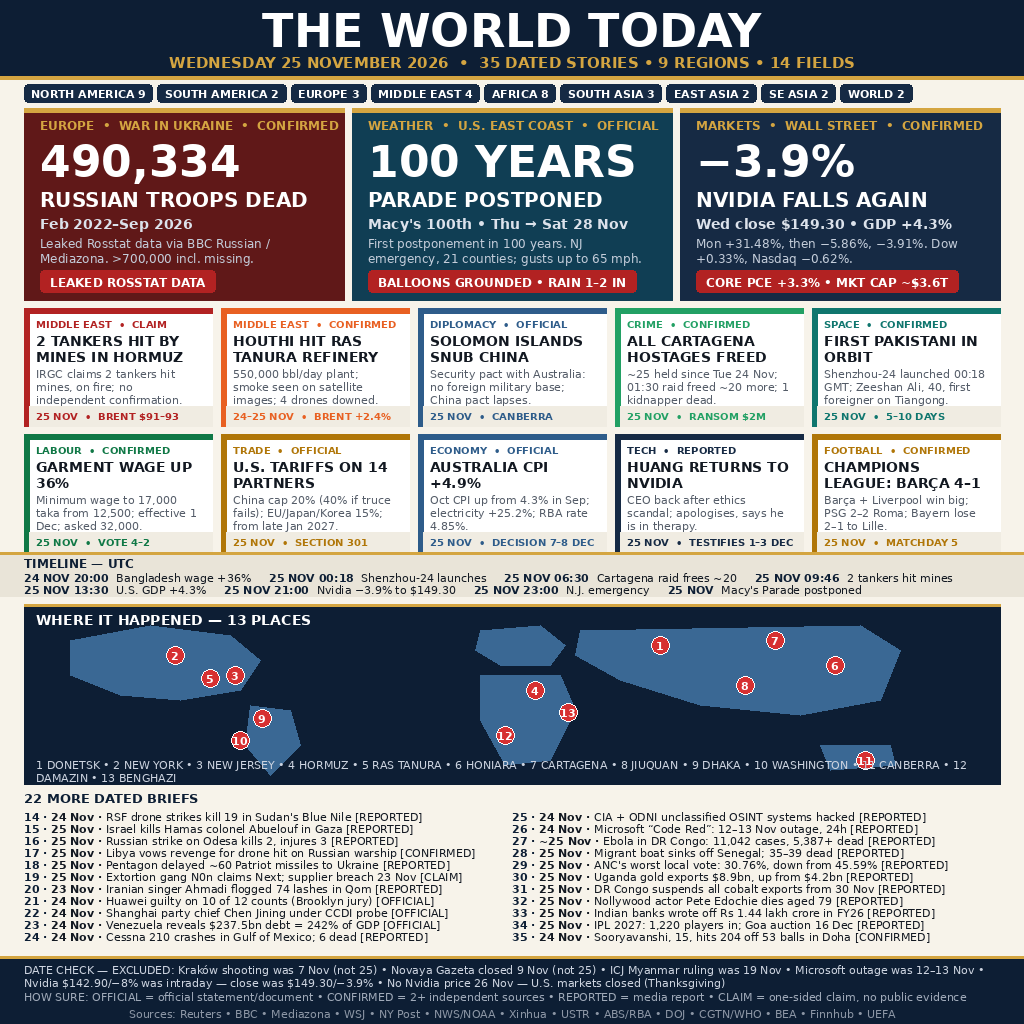 THE WORLD TODAY
WEDNESDAY 25 NOVEMBER 2026 • 35 DATED STORIES • 9 REGIONS • 14 FIELDS
NORTH AMERICA 9
SOUTH AMERICA 2
EUROPE 3
MIDDLE EAST 4
AFRICA 8
SOUTH ASIA 3
EAST ASIA 2
SE ASIA 2
WORLD 2
EUROPE • WAR IN UKRAINE • CONFIRMED
490,334
RUSSIAN TROOPS DEAD
Feb 2022–Sep 2026
Leaked Rosstat data via BBC Russian /
Mediazona. >700,000 incl. missing.
LEAKED ROSSTAT DATA
WEATHER • U.S. EAST COAST • OFFICIAL
100 YEARS
PARADE POSTPONED
Macy's 100th • Thu → Sat 28 Nov
First postponement in 100 years. NJ
emergency, 21 counties; gusts up to 65 mph.
BALLOONS GROUNDED • RAIN 1–2 IN
MARKETS • WALL STREET • CONFIRMED
−3.9%
NVIDIA FALLS AGAIN
Wed close $149.30 • GDP +4.3%
Mon +31.48%, then −5.86%, −3.91%. Dow
+0.33%, Nasdaq −0.62%.
CORE PCE +3.3% • MKT CAP ~$3.6T
MIDDLE EAST • CLAIM
2 TANKERS HIT BY
MINES IN HORMUZ
IRGC claims 2 tankers hit
mines, on fire; no
independent confirmation.
25 NOV • BRENT $91–93
MIDDLE EAST • CONFIRMED
HOUTHI HIT RAS
TANURA REFINERY
550,000 bbl/day plant;
smoke seen on satellite
images; 4 drones downed.
24–25 NOV • BRENT +2.4%
DIPLOMACY • OFFICIAL
SOLOMON ISLANDS
SNUB CHINA
Security pact with Australia:
no foreign military base;
China pact lapses.
25 NOV • CANBERRA
CRIME • CONFIRMED
ALL CARTAGENA
HOSTAGES FREED
~25 held since Tue 24 Nov;
01:30 raid freed ~20 more; 1
kidnapper dead.
25 NOV • RANSOM $2M
SPACE • CONFIRMED
FIRST PAKISTANI IN
ORBIT
Shenzhou-24 launched 00:18
GMT; Zeeshan Ali, 40, first
foreigner on Tiangong.
25 NOV • 5–10 DAYS
LABOUR • CONFIRMED
GARMENT WAGE UP
36%
Minimum wage to 17,000
taka from 12,500; effective 1
Dec; asked 32,000.
25 NOV • VOTE 4–2
TRADE • OFFICIAL
U.S. TARIFFS ON 14
PARTNERS
China cap 20% (40% if truce
fails); EU/Japan/Korea 15%;
from late Jan 2027.
25 NOV • SECTION 301
ECONOMY • OFFICIAL
AUSTRALIA CPI
+4.9%
Oct CPI up from 4.3% in Sep;
electricity +25.2%; RBA rate
4.85%.
25 NOV • DECISION 7–8 DEC
TECH • REPORTED
HUANG RETURNS TO
NVIDIA
CEO back after ethics
scandal; apologises, says he
is in therapy.
25 NOV • TESTIFIES 1–3 DEC
FOOTBALL • CONFIRMED
CHAMPIONS
LEAGUE: BARÇA 4–1
Barça + Liverpool win big;
PSG 2–2 Roma; Bayern lose
2–1 to Lille.
25 NOV • MATCHDAY 5
TIMELINE — UTC
24 NOV 20:00 Bangladesh wage +36% 25 NOV 00:18 Shenzhou-24 launches 25 NOV 06:30 Cartagena raid frees ~20 25 NOV 09:46 2 tankers hit mines
25 NOV 13:30 U.S. GDP +4.3% 25 NOV 21:00 Nvidia −3.9% to $149.30 25 NOV 23:00 N.J. emergency 25 NOV Macy's Parade postponed
WHERE IT HAPPENED — 13 PLACES
2
5
3
9
10
4
13
12
1
7
8
6
11
1 DONETSK • 2 NEW YORK • 3 NEW JERSEY • 4 HORMUZ • 5 RAS TANURA • 6 HONIARA • 7 CARTAGENA • 8 JIUQUAN • 9 DHAKA • 10 WASHINGTON • 11 CANBERRA • 12
DAMAZIN • 13 BENGHAZI
22 MORE DATED BRIEFS
14 · 24 Nov · RSF drone strikes kill 19 in Sudan's Blue Nile [REPORTED]
15 · 25 Nov · Israel kills Hamas colonel Abuelouf in Gaza [REPORTED]
16 · 25 Nov · Russian strike on Odesa kills 2, injures 3 [REPORTED]
17 · 25 Nov · Libya vows revenge for drone hit on Russian warship [CONFIRMED]
18 · 25 Nov · Pentagon delayed ~60 Patriot missiles to Ukraine [REPORTED]
19 · 25 Nov · Extortion gang N0n claims Next; supplier breach 23 Nov [CLAIM]
20 · 23 Nov · Iranian singer Ahmadi flogged 74 lashes in Qom [REPORTED]
21 · 24 Nov · Huawei guilty on 10 of 12 counts (Brooklyn jury) [OFFICIAL]
22 · 24 Nov · Shanghai party chief Chen Jining under CCDI probe [OFFICIAL]
23 · 24 Nov · Venezuela reveals $237.5bn debt = 242% of GDP [OFFICIAL]
24 · 24 Nov · Cessna 210 crashes in Gulf of Mexico; 6 dead [REPORTED]
25 · 24 Nov · CIA + ODNI unclassified OSINT systems hacked [REPORTED]
26 · 24 Nov · Microsoft “Code Red”: 12–13 Nov outage, 24h [REPORTED]
27 · ~25 Nov · Ebola in DR Congo: 11,042 cases, 5,387+ dead [REPORTED]
28 · 25 Nov · Migrant boat sinks off Senegal; 35–39 dead [REPORTED]
29 · 25 Nov · ANC's worst local vote: 30.76%, down from 45.59% [REPORTED]
30 · 25 Nov · Uganda gold exports $8.9bn, up from $4.2bn [REPORTED]
31 · 25 Nov · DR Congo suspends all cobalt exports from 30 Nov [REPORTED]
32 · 25 Nov · Nollywood actor Pete Edochie dies aged 79 [REPORTED]
33 · 25 Nov · Indian banks wrote off Rs 1.44 lakh crore in FY26 [REPORTED]
34 · 25 Nov · IPL 2027: 1,220 players in; Goa auction 16 Dec [REPORTED]
35 · 25 Nov · Sooryavanshi, 15, hits 204 off 53 balls in Doha [CONFIRMED]
DATE CHECK — EXCLUDED: Kraków shooting was 7 Nov (not 25) • Novaya Gazeta closed 9 Nov (not 25) • ICJ Myanmar ruling was 19 Nov • Microsoft outage was 12–13 Nov •
Nvidia $142.90/−8% was intraday — close was $149.30/−3.9% • No Nvidia price 26 Nov — U.S. markets closed (Thanksgiving)
HOW SURE: OFFICIAL = official statement/document • CONFIRMED = 2+ independent sources • REPORTED = media report • CLAIM = one-sided claim, no public evidence
Sources: Reuters • BBC • Mediazona • WSJ • NY Post • NWS/NOAA • Xinhua • USTR • ABS/RBA • DOJ • CGTN/WHO • BEA • Finnhub • UEFA